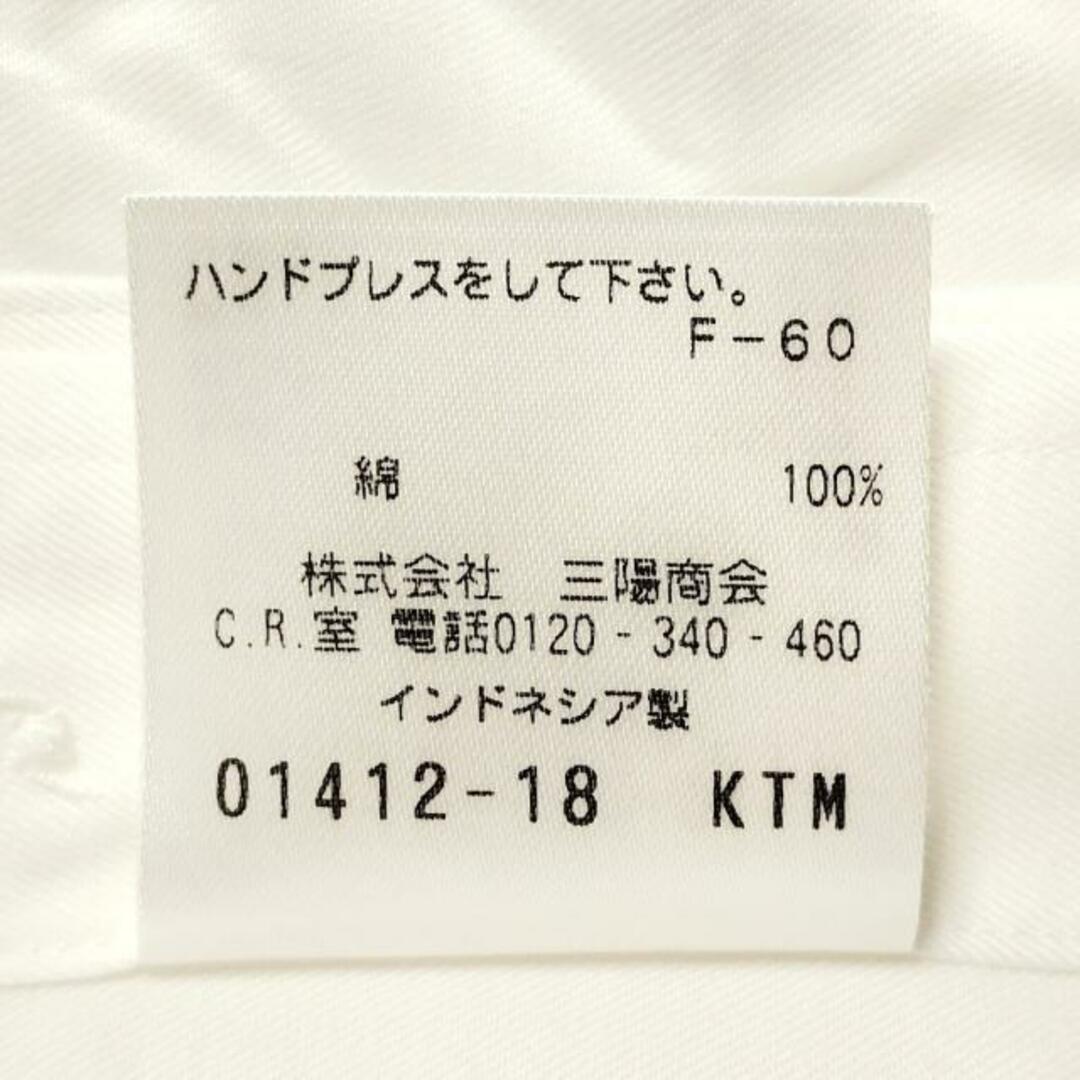 ハンドプレスをして下さい。
F-60
綿 100%
株式会社 三陽商会
C.R.室 電話0120-340-460
インドネシア製
01412-18 KTM